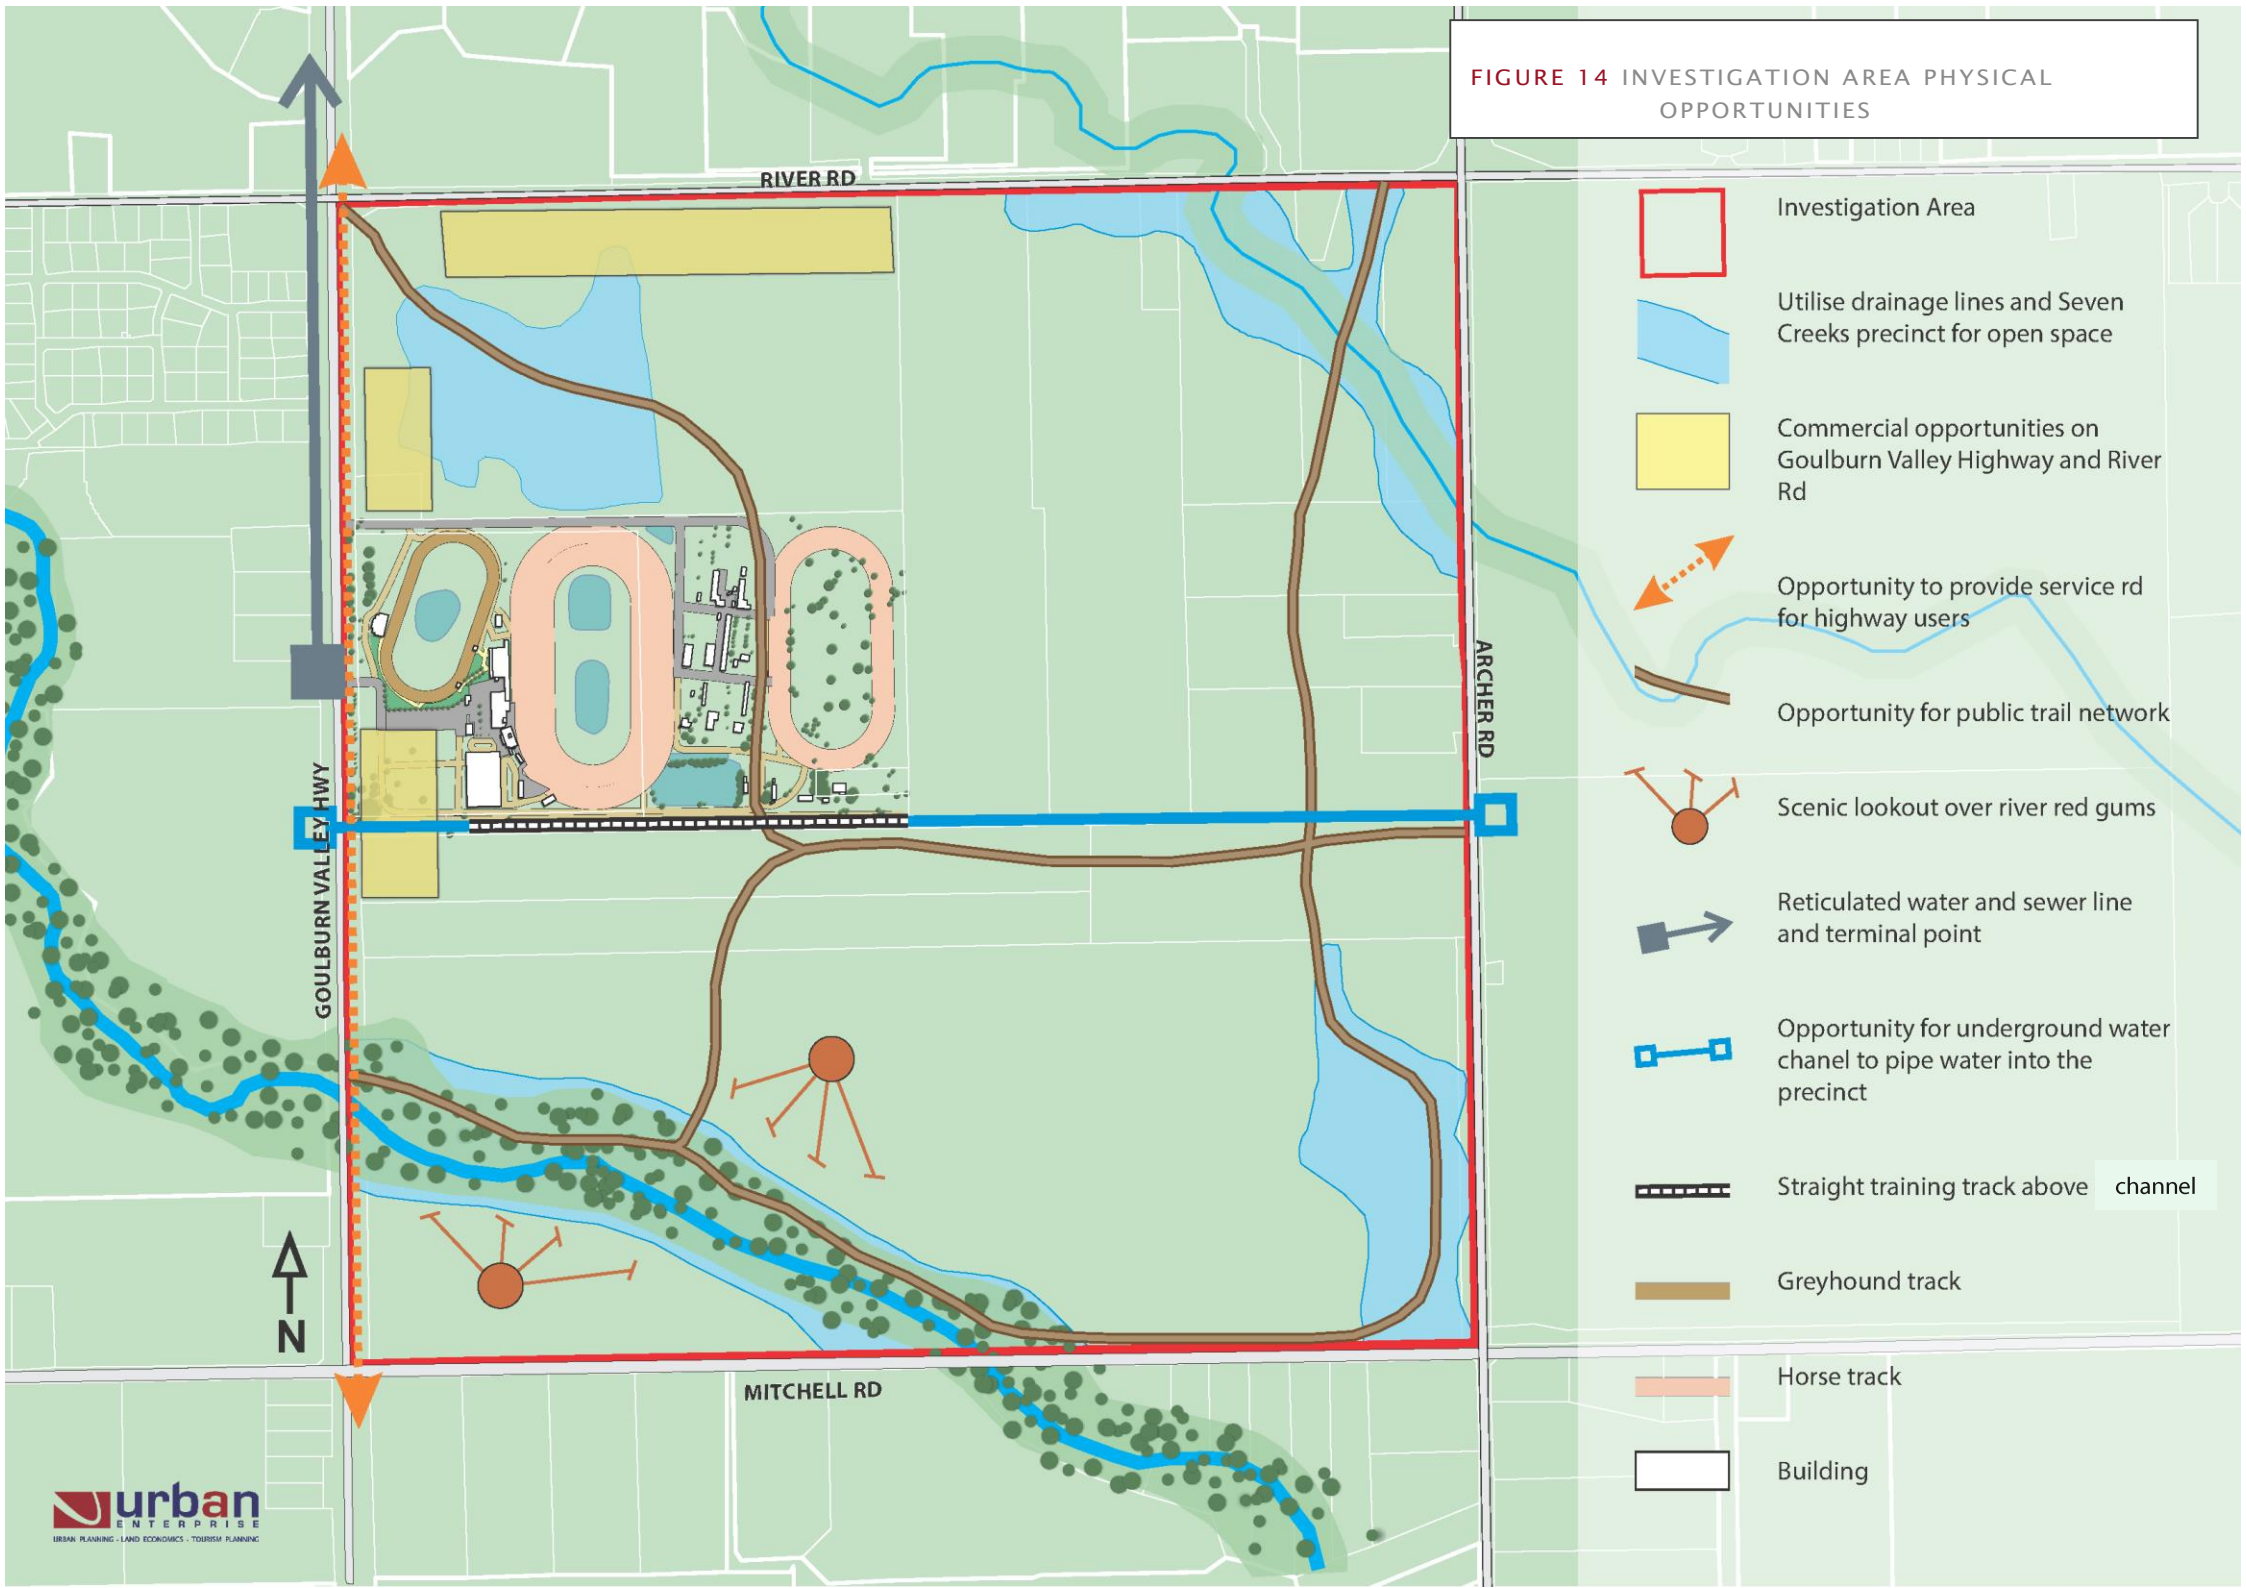 FIGURE 14 INVESTIGATION AREA PHYSICAL
OPPORTUNITIES
RIVER RD
GOULBURN VALLEY HWY
ARCHER RD
MITCHELL RD
N
Investigation Area
Utilise drainage lines and Seven
Creeks precinct for open space
Commercial opportunities on
Goulburn Valley Highway and River
Rd
Opportunity to provide service rd
for highway users
Opportunity for public trail network
Scenic lookout over river red gums
Reticulated water and sewer line
and terminal point
Opportunity for underground water
chanel to pipe water into the
precinct
Straight training track above channel
Greyhound track
Horse track
Building
urban
ENTERPRISE
URBAN PLANNING - LAND ECONOMICS - TOURISM PLANNING